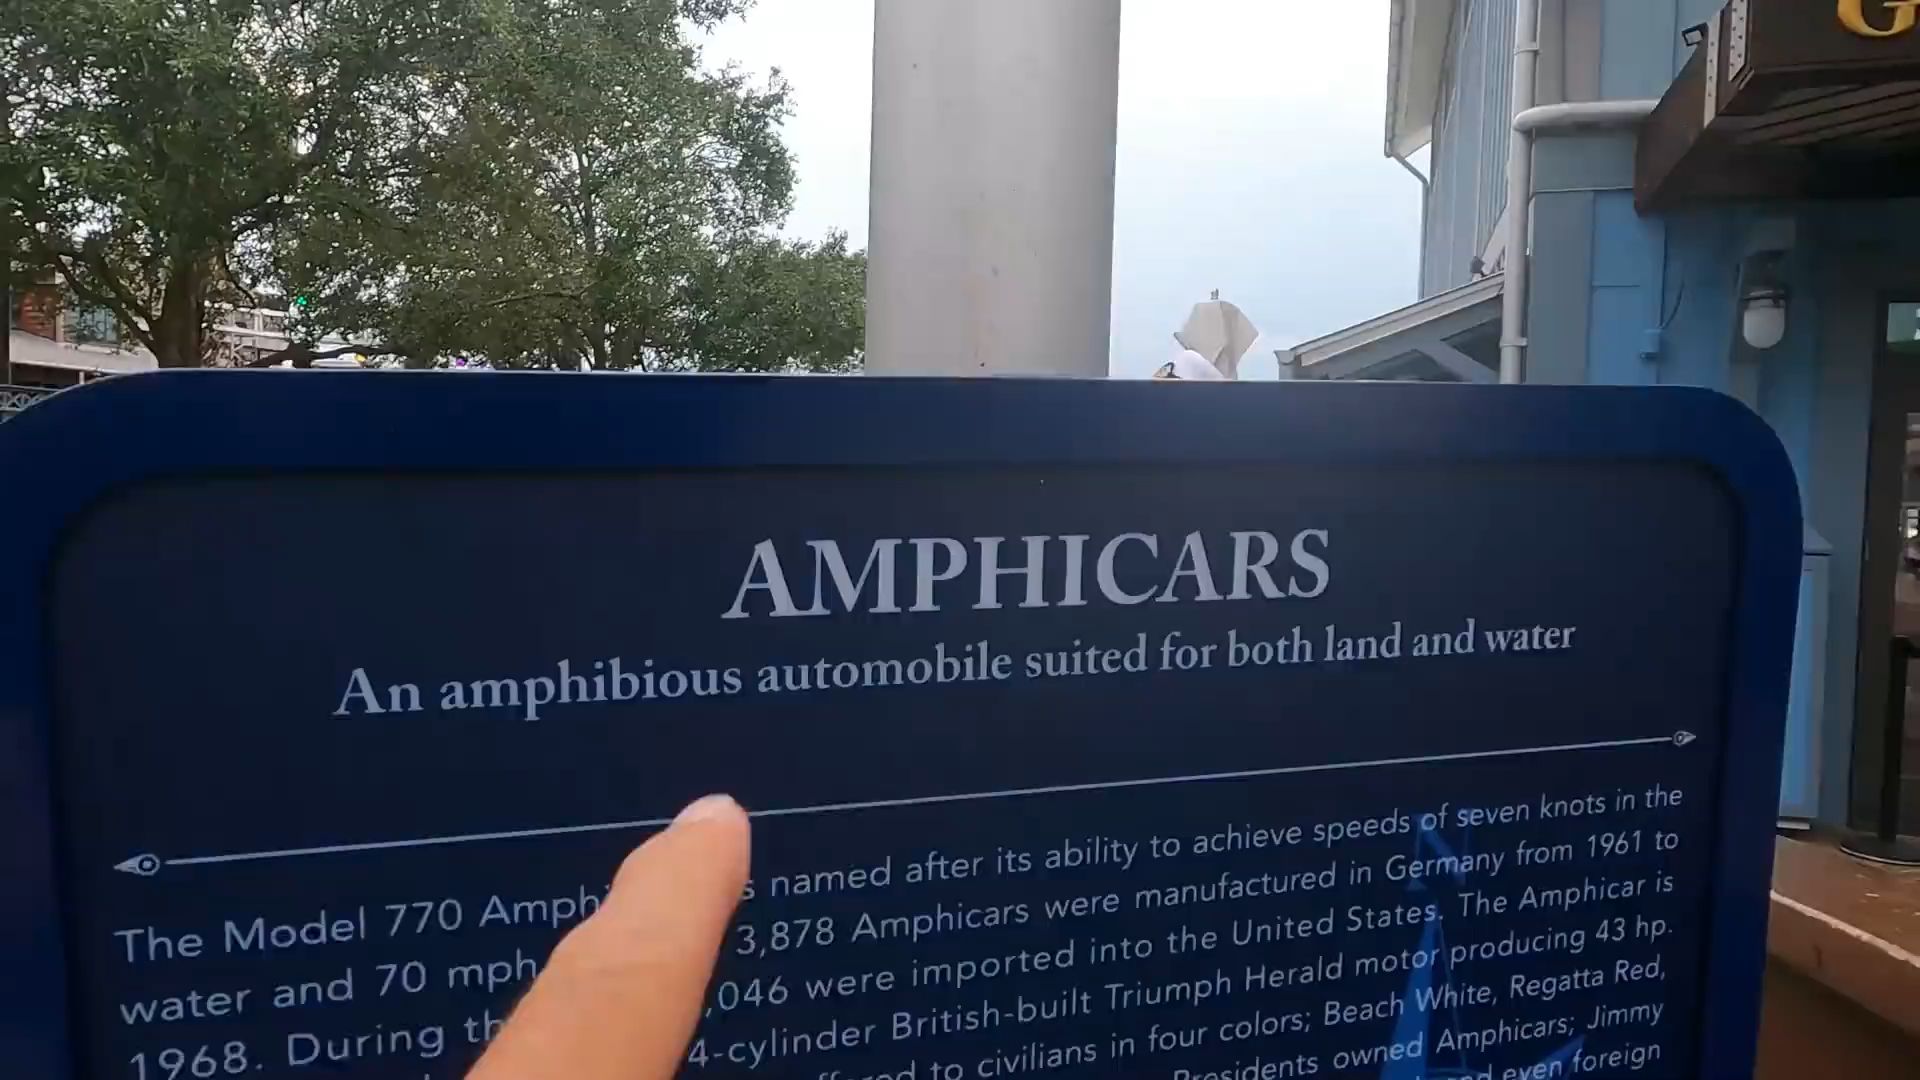 G
AMPHICARS
An amphibious automobile suited for both land and water
The Model 770 Amphi named after its ability to achieve speeds of seven knots in the
water and 70 mph 3,878 Amphicars were manufactured in Germany from 1961 to
1968. During th ,046 were imported into the United States. The Amphicar is
4-cylinder British-built Triumph Herald motor producing 43 hp.
to civilians in four colors; Beach White, Regatta Red,
Presidents owned Amphicars; Jimmy
and even foreign